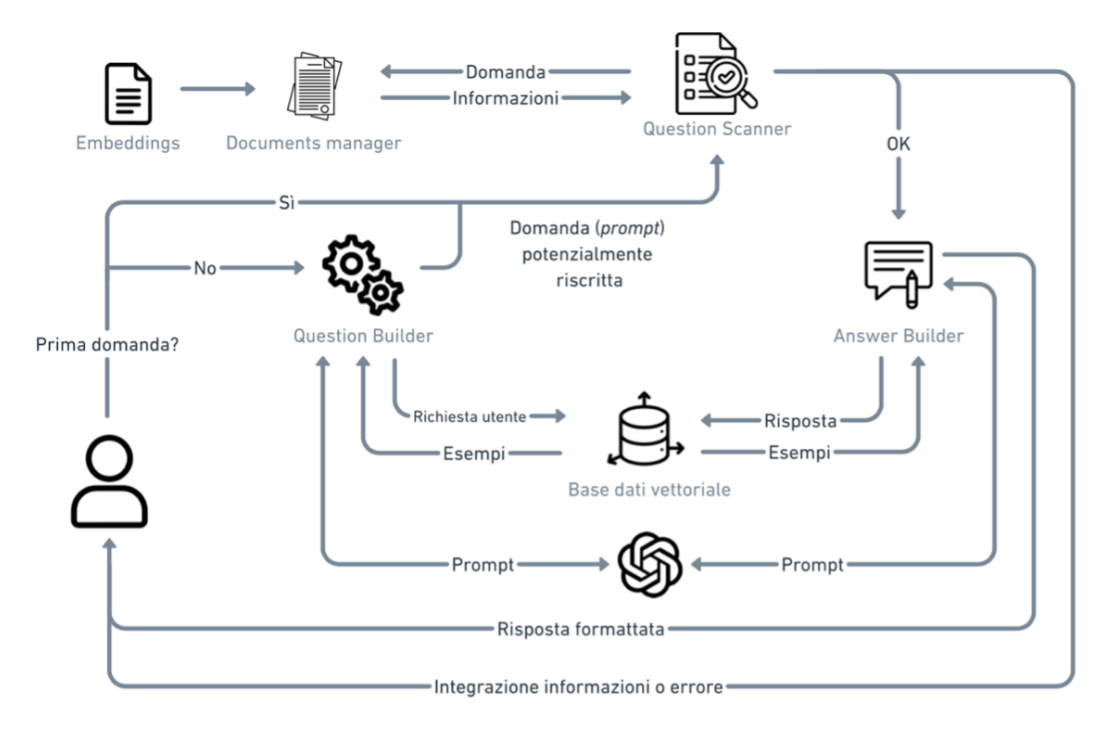 Domanda
Informazioni
Embeddings
Documents manager
Question Scanner
OK
Sì
Domanda (prompt)
potenzialmente
riscritta
No
Prima domanda?
Question Builder
Answer Builder
Richiesta utente
Risposta
Esempi
Esempi
Base dati vettoriale
Prompt
Prompt
Risposta formattata
Integrazione informazioni o errore